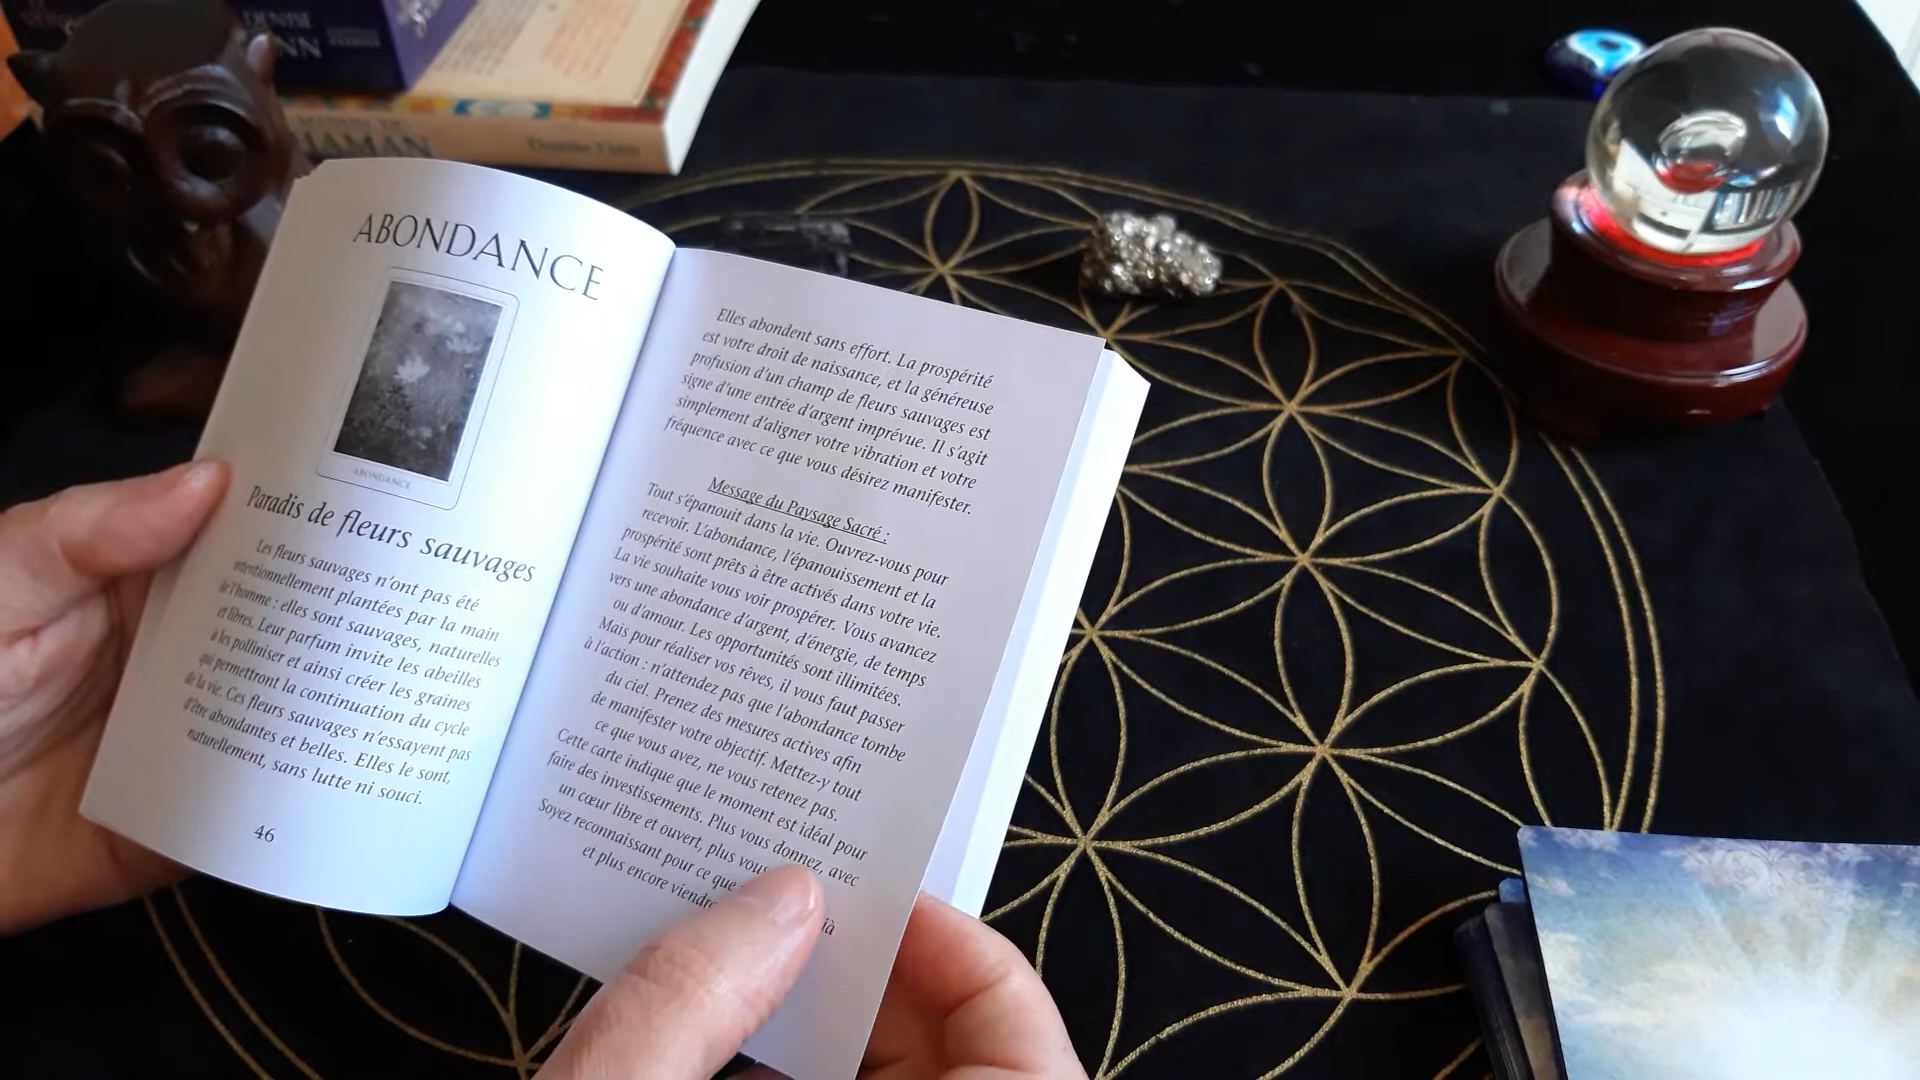 DENISE
Denise Linn
ABONDANCE
ABONDANCE
Paradis de fleurs sauvages
Les fleurs sauvages n'ont pas été
intentionnellement plantées par la main
de l'homme : elles sont sauvages, naturelles
et libres. Leur parfum invite les abeilles
à les polliniser et ainsi créer les graines
qui permettront la continuation du cycle
de la vie. Ces fleurs sauvages n'essayent pas
d'être abondantes et belles. Elles le sont,
naturellement, sans lutte ni souci.
46
Elles abondent sans effort. La prospérité
est votre droit de naissance, et la généreuse
profusion d'un champ de fleurs sauvages est
signe d'une entrée d'argent imprévue. Il s'agit
simplement d'aligner votre vibration et votre
fréquence avec ce que vous désirez manifester.
Message du Paysage Sacré :
Tout s'épanouit dans la vie. Ouvrez-vous pour
recevoir. L'abondance, l'épanouissement et la
prospérité sont prêts à être activés dans votre vie.
La vie souhaite vous voir prospérer. Vous avancez
vers une abondance d'argent, d'énergie, de temps
ou d'amour. Les opportunités sont illimitées.
Mais pour réaliser vos rêves, il vous faut passer
à l'action : n'attendez pas que l'abondance tombe
du ciel. Prenez des mesures actives afin
de manifester votre objectif. Mettez-y tout
ce que vous avez, ne vous retenez pas.
Cette carte indique que le moment est idéal pour
faire des investissements. Plus vous donnez, avec
un cœur libre et ouvert, plus vous
Soyez reconnaissant pour ce que
et plus encore